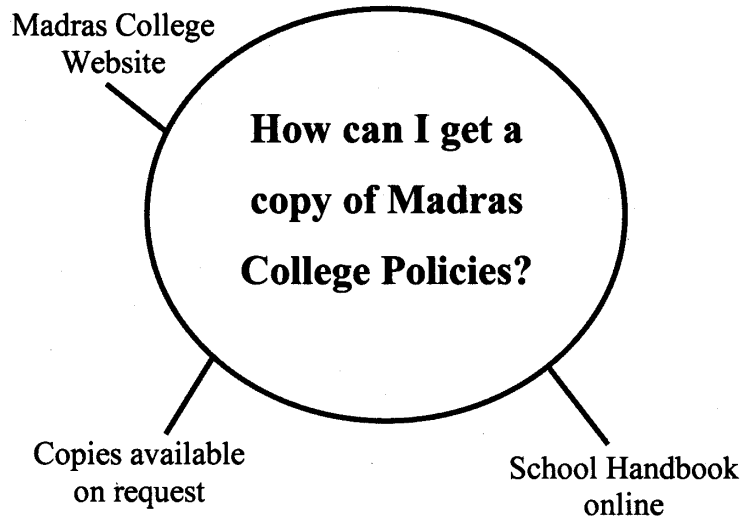 Madras College
Website
How can I get a
copy of Madras
College Policies?
Copies available
on request
School Handbook
online